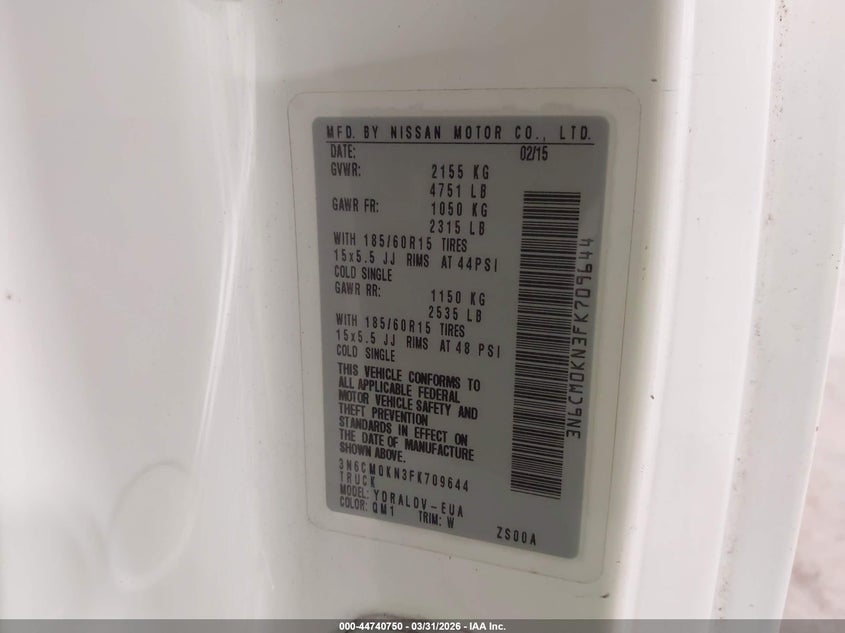 MFD. BY NISSAN MOTOR CO., LTD.
DATE: 02/15
GVWR: 2155 KG
4751 LB
GAWR FR: 1050 KG
2315 LB
WITH 185/60R15 TIRES
15x5.5 JJ RIMS AT 44PSI
COLD SINGLE
GAWR RR: 1150 KG
2535 LB
WITH 185/60R15 TIRES
15x5.5 JJ RIMS AT 48 PSI
COLD SINGLE
THIS VEHICLE CONFORMS TO
ALL APPLICABLE FEDERAL
MOTOR VEHICLE SAFETY AND
THEFT PREVENTION
STANDARDS IN EFFECT ON
THE DATE OF MANUFACTURE
SHOWN ABOVE.
3N6CM0KN3FK709644
TRUCK
MODEL: YDRALDV-EUA
COLOR: QM1 TRIM: W
ZS00A
3N6CM0KN3FK709644
000-44740750 - 03/31/2026 - IAA Inc.